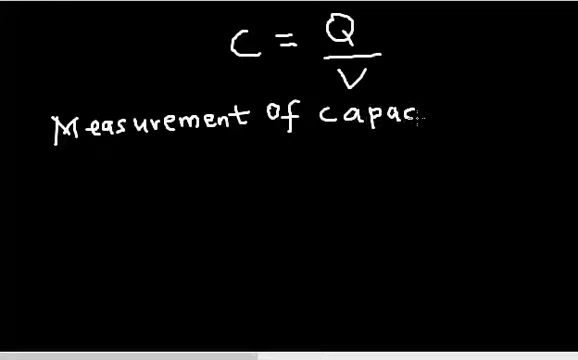 C = Q/V
Measurement of capac